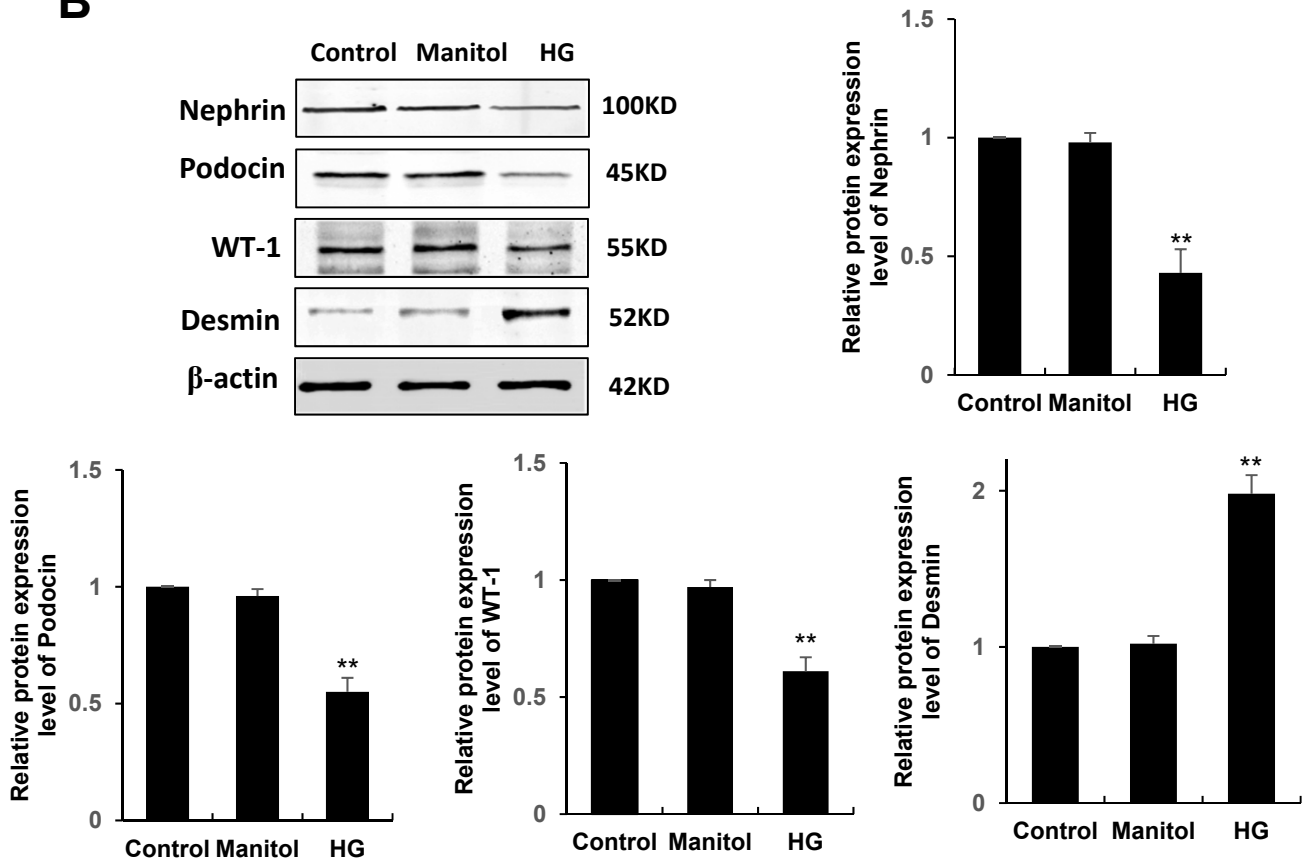 B
Control Manitol HG
Nephrin 100KD
Podocin 45KD
WT-1 55KD
Desmin 52KD
β-actin 42KD
Relative protein expression
level of Nephrin
1.5
1
0.5
0
**
Control Manitol HG
Relative protein expression
level of Podocin
1.5
1
0.5
0
**
Control Manitol HG
Relative protein expression
level of WT-1
1.5
1
0.5
0
**
Control Manitol HG
Relative protein expression
level of Desmin
2
1
0
**
Control Manitol HG